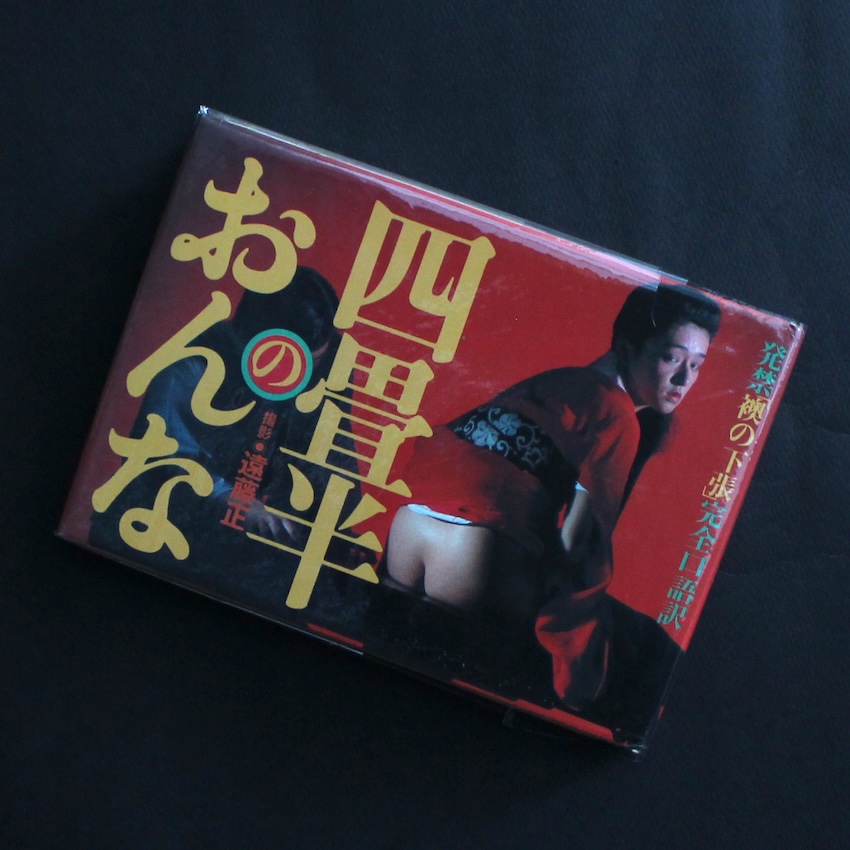 四畳半
の
おんな
撮影●遠藤正
発禁「襖の下張」完全口語訳